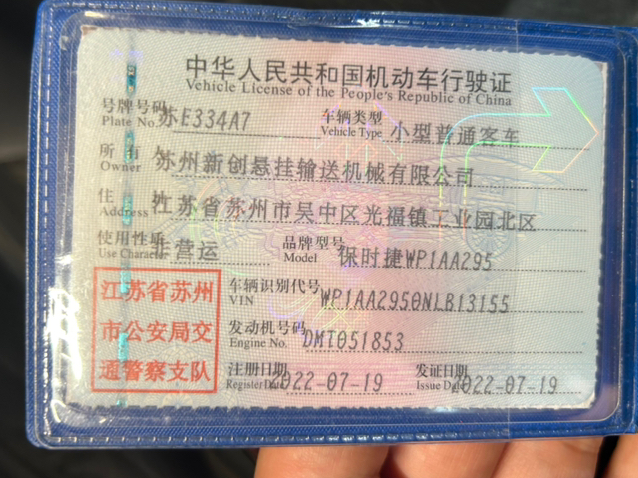 中华人民共和国机动车行驶证
Vehicle License of the People's Republic of China
号牌号码 苏E334A7 车辆类型 小型普通客车
Plate No. Vehicle Type
所有人 苏州新创悬挂输送机械有限公司
Owner
住址 江苏省苏州市吴中区光福镇工业园北区
Address
使用性质 非营运 品牌型号 保时捷WP1AA295
Use Character Model
江苏省苏州 车辆识别代号 WP1AA2950NLB13155
VIN
市公安局交 发动机号码 DMT051853
Engine No.
通警察支队 注册日期 2022-07-19 发证日期 2022-07-19
Register Date Issue Date